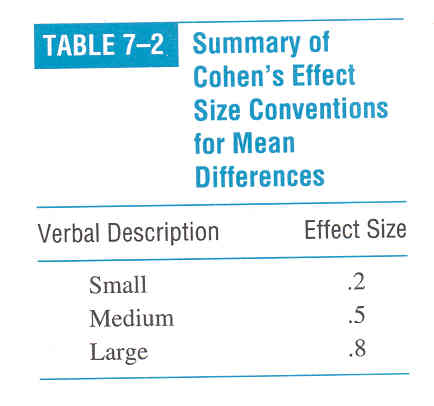 TABLE 7–2 Summary of
Cohen's Effect
Size Conventions
for Mean
Differences
Verbal Description Effect Size
Small .2
Medium .5
Large .8